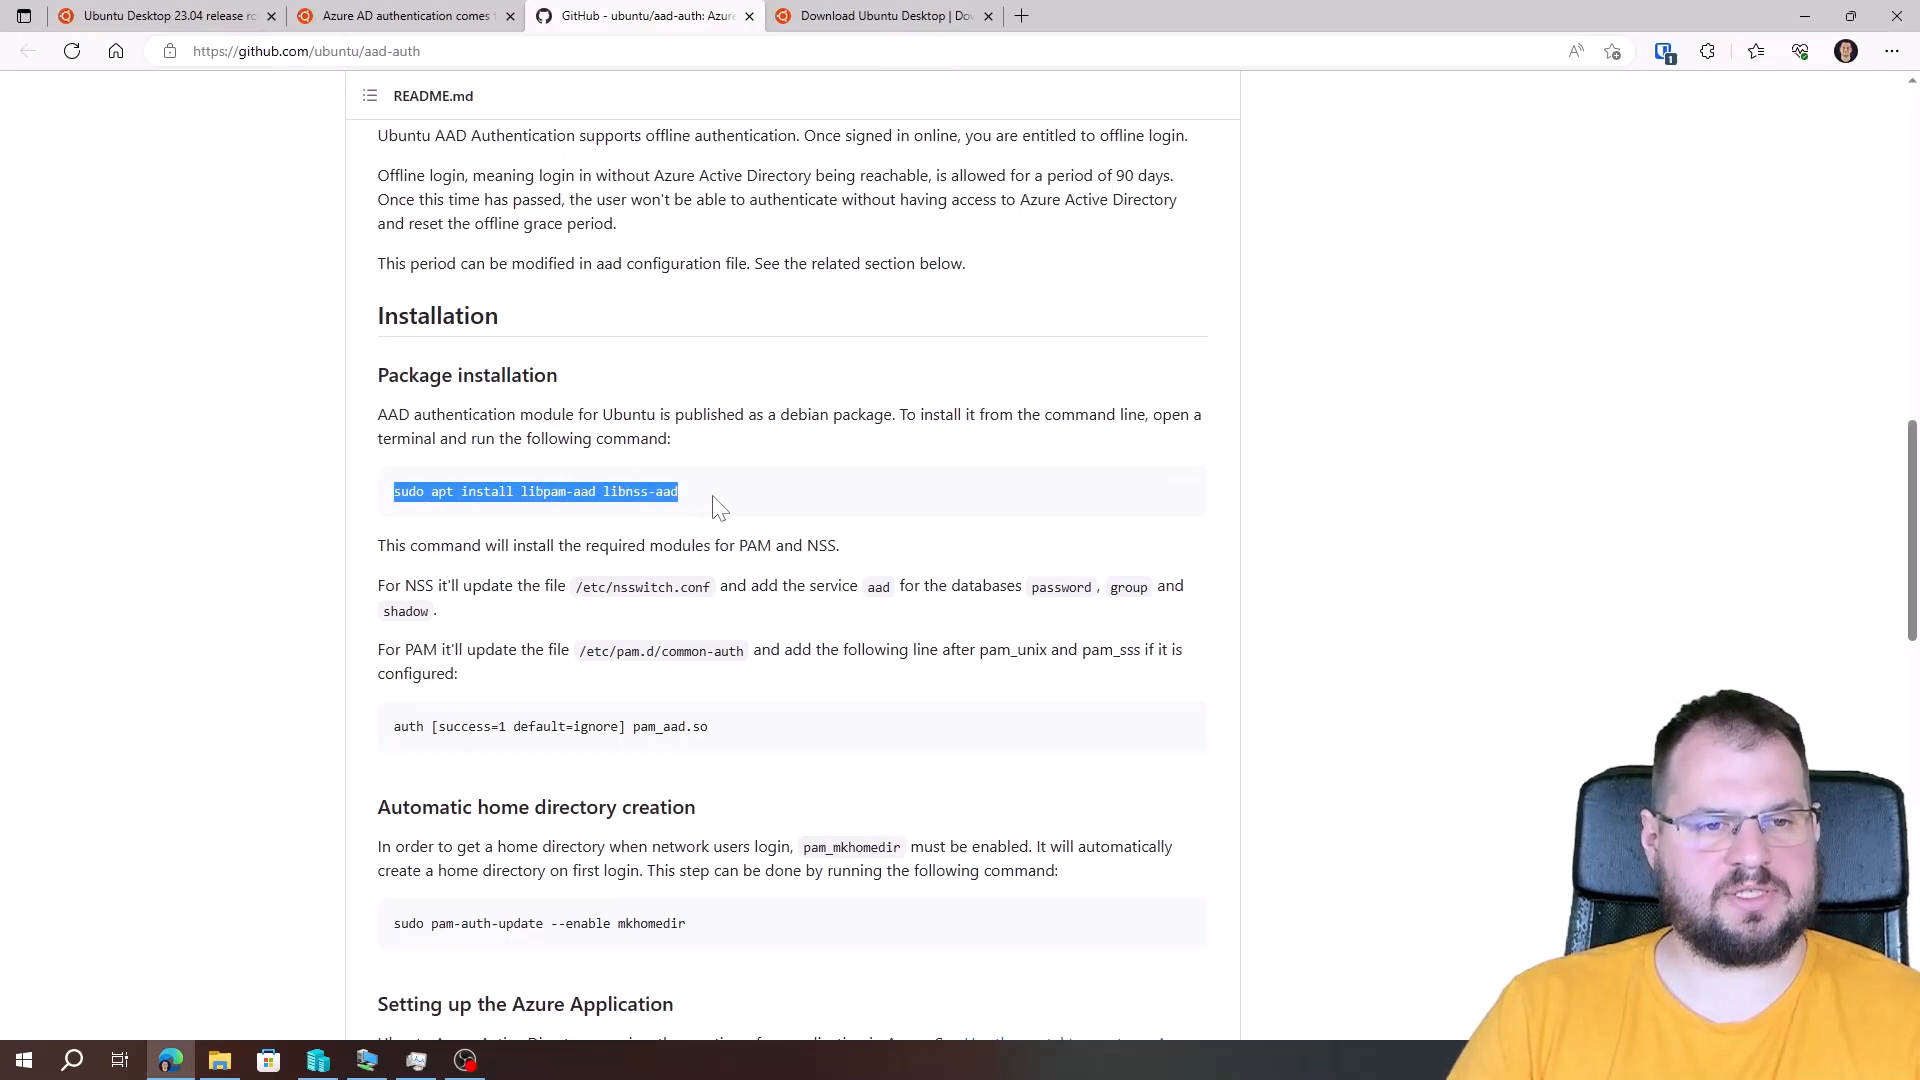 Ubuntu Desktop 23.04 release ro
Azure AD authentication comes t
GitHub - ubuntu/aad-auth: Azure
Download Ubuntu Desktop | Dow
https://github.com/ubuntu/aad-auth
README.md
Ubuntu AAD Authentication supports offline authentication. Once signed in online, you are entitled to offline login.
Offline login, meaning login in without Azure Active Directory being reachable, is allowed for a period of 90 days.
Once this time has passed, the user won't be able to authenticate without having access to Azure Active Directory
and reset the offline grace period.
This period can be modified in aad configuration file. See the related section below.
Installation
Package installation
AAD authentication module for Ubuntu is published as a debian package. To install it from the command line, open a
terminal and run the following command:
sudo apt install libpam-aad libnss-aad
This command will install the required modules for PAM and NSS.
For NSS it'll update the file /etc/nsswitch.conf and add the service aad for the databases password, group and
shadow.
For PAM it'll update the file /etc/pam.d/common-auth and add the following line after pam_unix and pam_sss if it is
configured:
auth [success=1 default=ignore] pam_aad.so
Automatic home directory creation
In order to get a home directory when network users login, pam_mkhomedir must be enabled. It will automatically
create a home directory on first login. This step can be done by running the following command:
sudo pam-auth-update --enable mkhomedir
Setting up the Azure Application